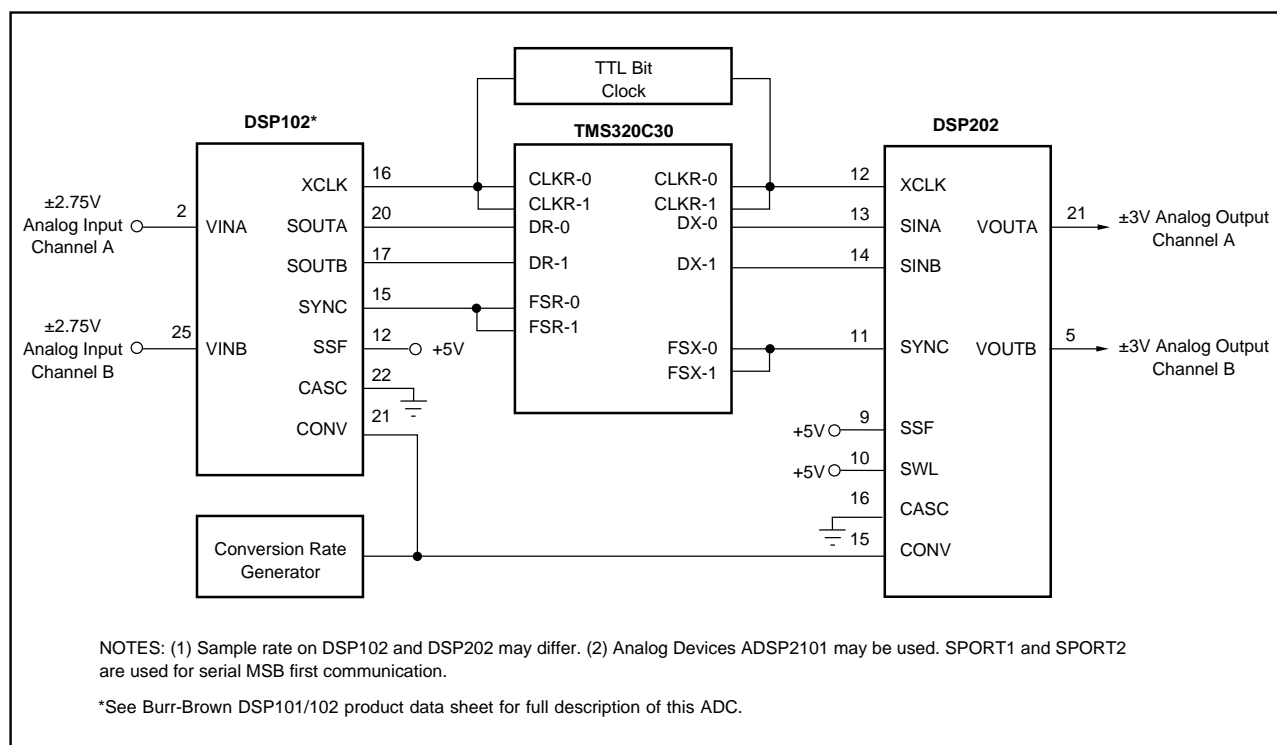 TTL Bit
Clock
DSP102*
TMS320C30
DSP202
XCLK
16
CLKR-0
CLKR-1
CLKR-0
CLKR-1
12
XCLK
±2.75V
Analog Input
Channel A
2
VINA
SOUTA
20
DR-0
DX-0
13
SINA
VOUTA
21
±3V Analog Output
Channel A
SOUTB
17
DR-1
DX-1
14
SINB
SYNC
15
FSR-0
FSR-1
±2.75V
Analog Input
Channel B
25
VINB
SSF
12
+5V
FSX-0
FSX-1
11
SYNC
VOUTB
5
±3V Analog Output
Channel B
CASC
22
CONV
21
+5V
9
SSF
+5V
10
SWL
16
CASC
15
CONV
Conversion Rate
Generator
NOTES: (1) Sample rate on DSP102 and DSP202 may differ. (2) Analog Devices ADSP2101 may be used. SPORT1 and SPORT2
are used for serial MSB first communication.
*See Burr-Brown DSP101/102 product data sheet for full description of this ADC.